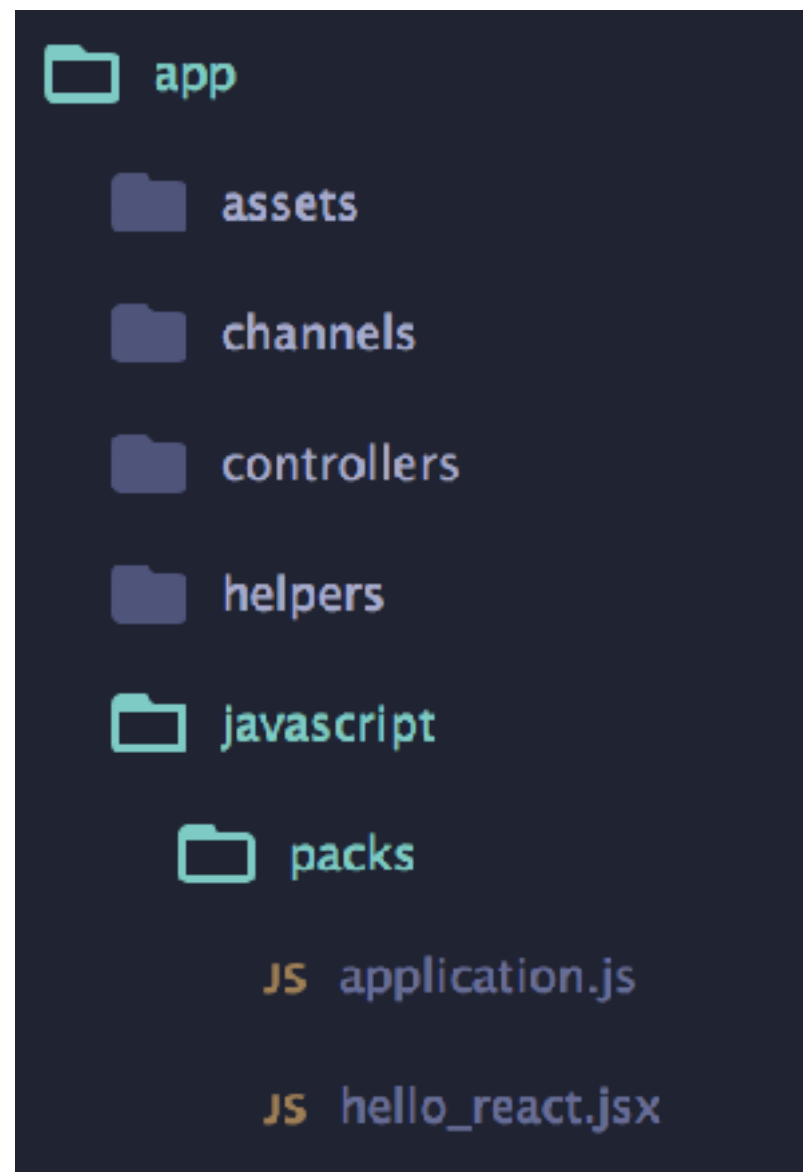 app
assets
channels
controllers
helpers
javascript
packs
JS application.js
JS hello_react.jsx